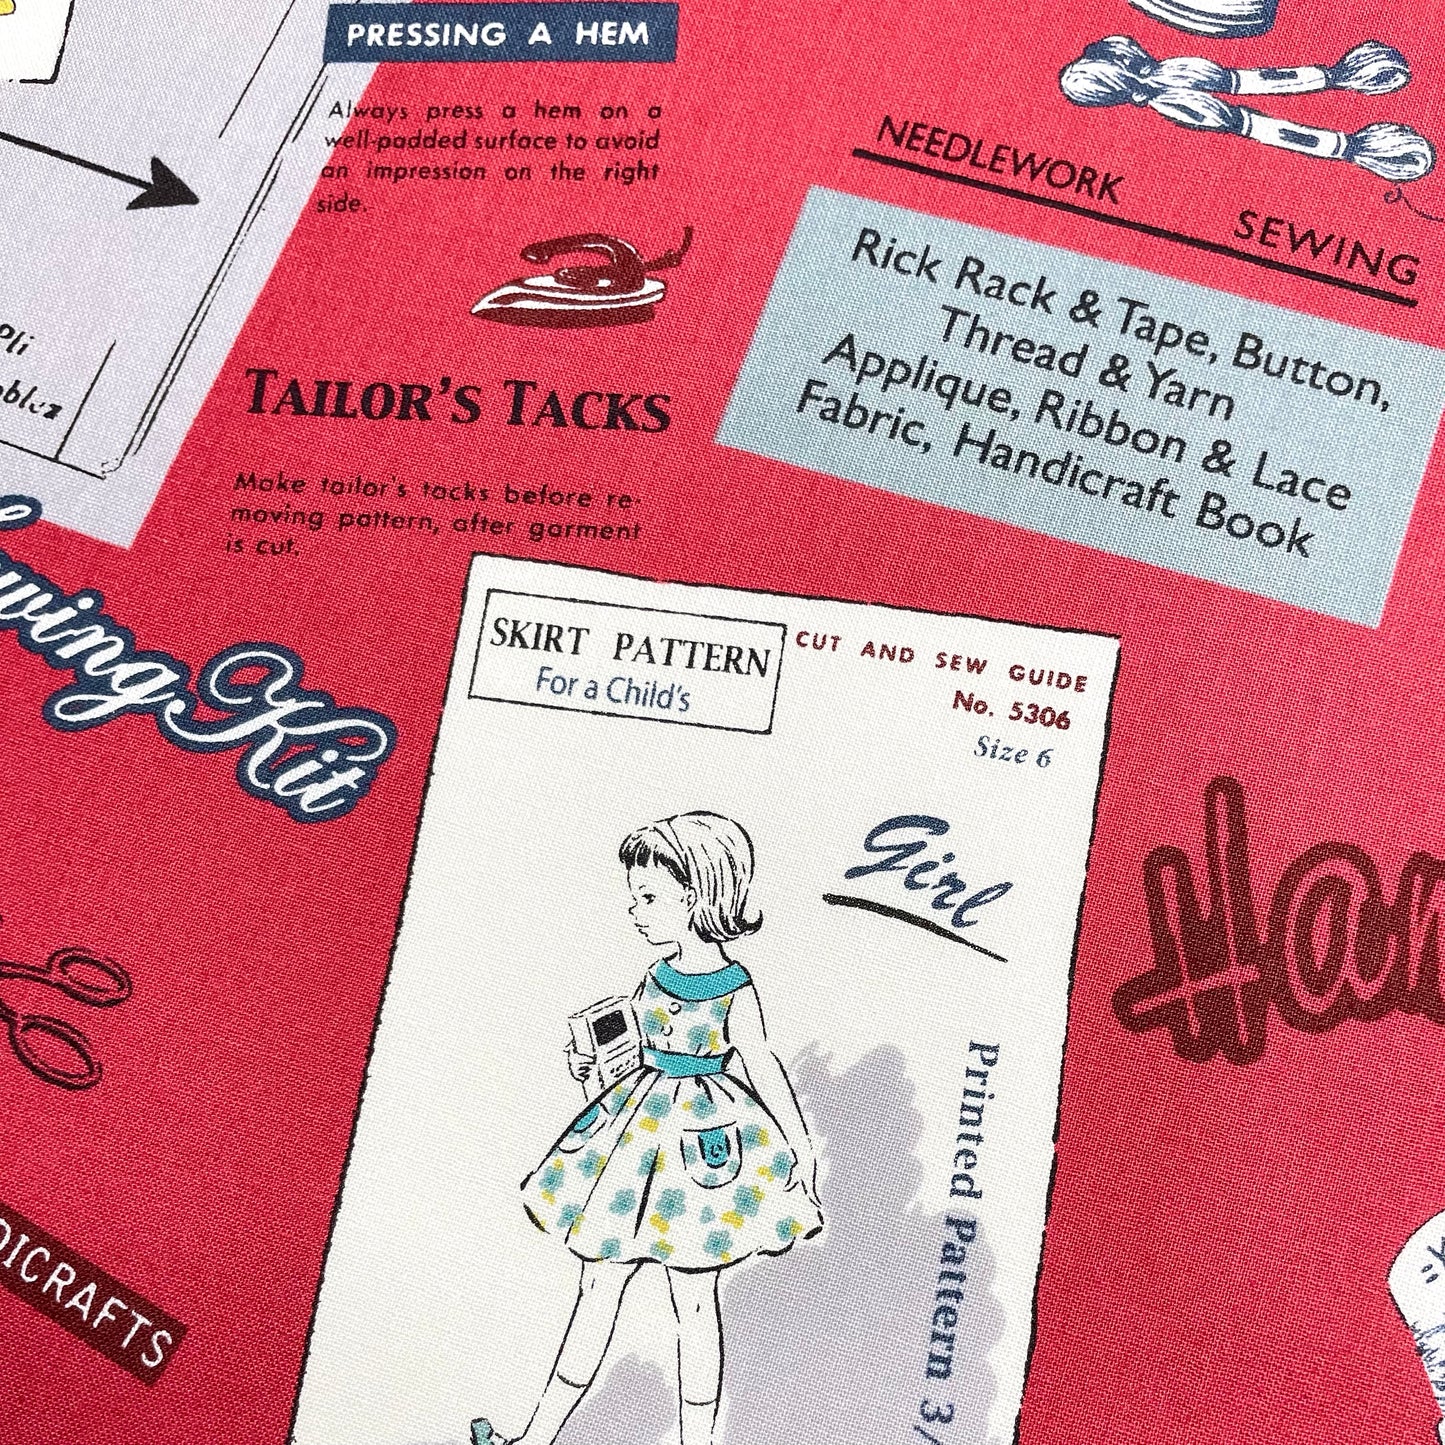 PRESSING A HEM
Always press a hem on a
well-padded surface to avoid
an impression on the right
side.
NEEDLEWORK
SEWING
Rick Rack & Tape, Button,
Thread & Yarn
Applique, Ribbon & Lace
Fabric, Handicraft Book
TAILOR'S TACKS
Make tailor's tacks before re-
moving pattern, after garment
is cut.
Kit
SKIRT PATTERN
For a Child's
CUT AND SEW GUIDE
No. 5306
Size 6
Girl
Printed Pattern 3/